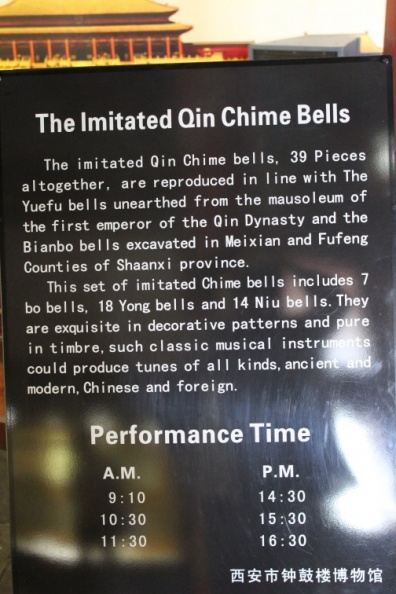 The Imitated Qin Chime Bells
The imitated Qin Chime bells, 39 Pieces
altogether, are reproduced in line with The
Yuefu bells unearthed from the mausoleum of
the first emperor of the Qin Dynasty and the
Bianbo bells excavated in Meixian and Fufeng
Counties of Shaanxi province.
This set of imitated Chime bells includes 7
bo bells, 18 Yong bells and 14 Niu bells. They
are exquisite in decorative patterns and pure
in timbre, such classic musical instruments
could produce tunes of all kinds, ancient and
modern, Chinese and foreign.
Performance Time
A.M. P.M.
9:10 14:30
10:30 15:30
11:30 16:30
西安市钟鼓楼博物馆